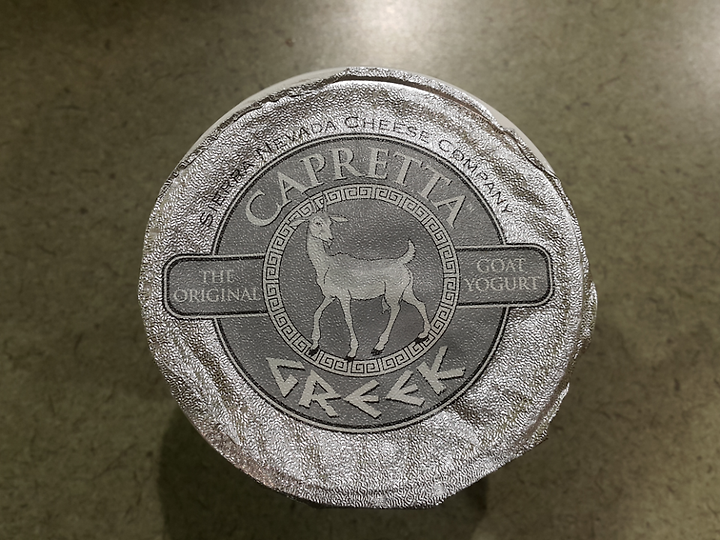 SIERRA NEVADA CHEESE COMPANY
CAPRETTA
THE
ORIGINAL
GOAT
YOGURT
GREEK